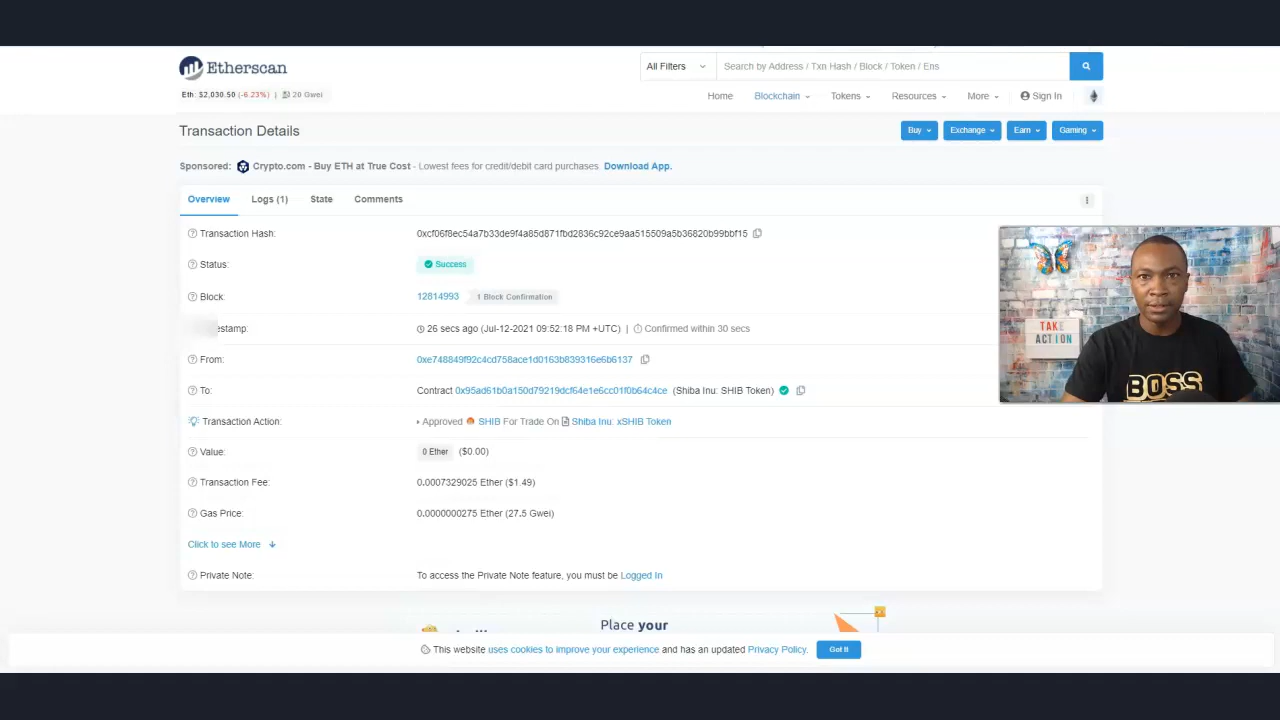 Etherscan
All Filters
Search by Address / Txn Hash / Block / Token / Ens
Eth: $2,030.50 (-6.23%) | 20 Gwei
Home Blockchain Tokens Resources More Sign In
Transaction Details
Buy Exchange Earn Gaming
Sponsored: Crypto.com - Buy ETH at True Cost - Lowest fees for credit/debit card purchases Download App.
Overview Logs (1) State Comments
Transaction Hash: 0xcf06f8ec54a7b33de9f4a85d871fbd2836c92ce9aa515509a5b36820b99bbf15
Status: Success
Block: 12814993 1 Block Confirmation
estamp: 26 secs ago (Jul-12-2021 09:52:18 PM +UTC) | Confirmed within 30 secs
From: 0xe748849f92c4cd758ace1d0163b839316e6b6137
To: Contract 0x95ad61b0a150d79219dcf64e1e6cc01f0b64c4ce (Shiba Inu: SHIB Token)
Transaction Action: Approved SHIB For Trade On Shiba Inu: xSHIB Token
Value: 0 Ether ($0.00)
Transaction Fee: 0.0007329025 Ether ($1.49)
Gas Price: 0.0000000275 Ether (27.5 Gwei)
Click to see More
Private Note: To access the Private Note feature, you must be Logged In
TAKE
ACTION
BOSS
Place your
This website uses cookies to improve your experience and has an updated Privacy Policy. Got It